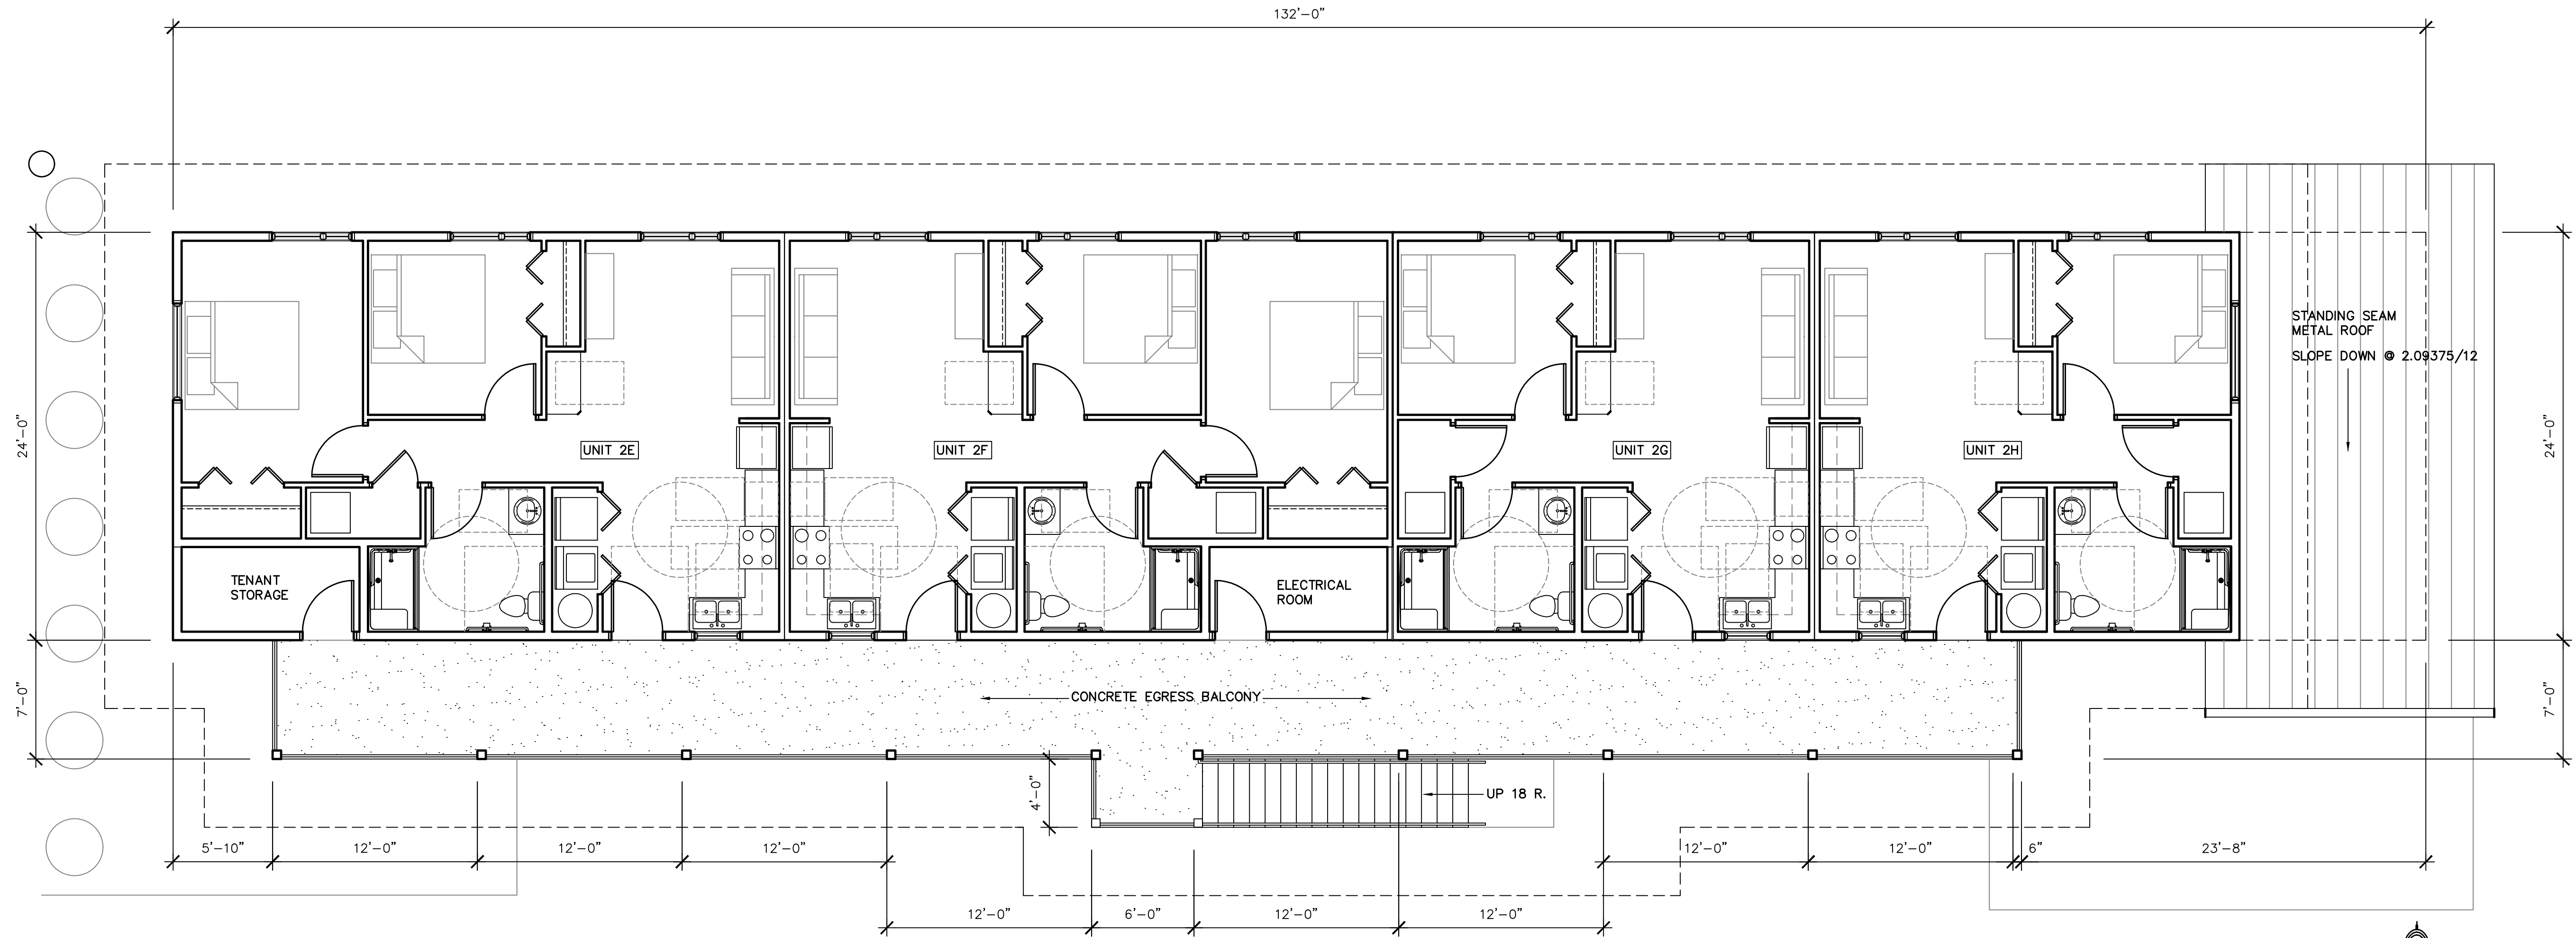 132'-0"
STANDING SEAM
METAL ROOF
SLOPE DOWN @ 2.09375/12
24'-0"
UNIT 2E
UNIT 2F
UNIT 2G
UNIT 2H
24'-0"
TENANT
STORAGE
ELECTRICAL
ROOM
7'-0"
CONCRETE EGRESS BALCONY
7'-0"
4'-0"
UP 18 R.
5'-10"
12'-0"
12'-0"
12'-0"
12'-0"
12'-0"
6"
23'-8"
12'-0"
6'-0"
12'-0"
12'-0"